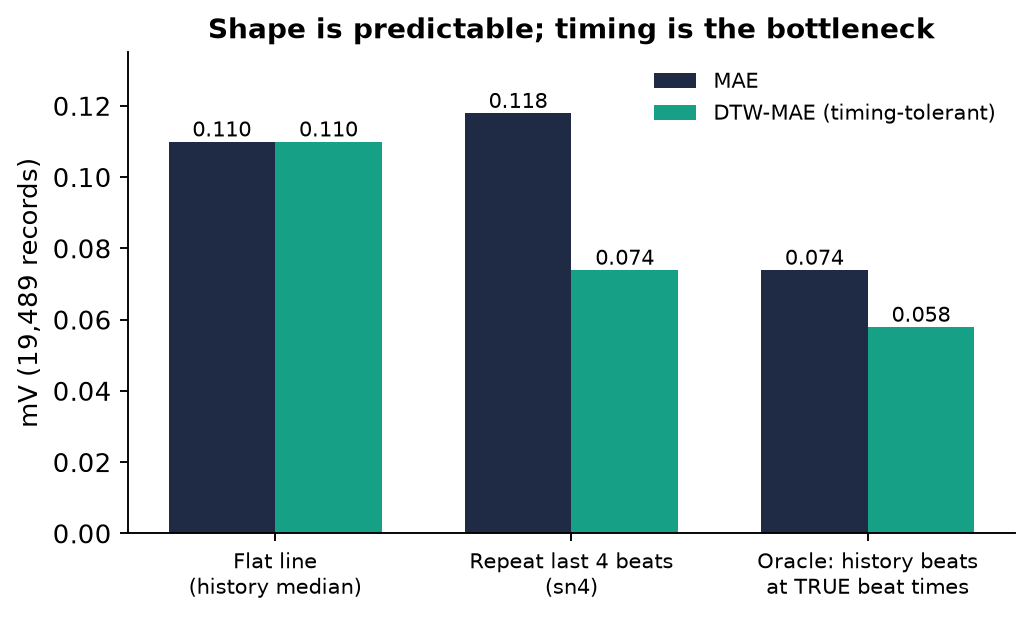 Shape is predictable; timing is the bottleneck
MAE
DTW-MAE (timing-tolerant)
mV (19,489 records)
0.12
0.10
0.08
0.06
0.04
0.02
0.00
0.110
0.110
0.118
0.074
0.074
0.058
Flat line
(history median)
Repeat last 4 beats
(sn4)
Oracle: history beats
at TRUE beat times